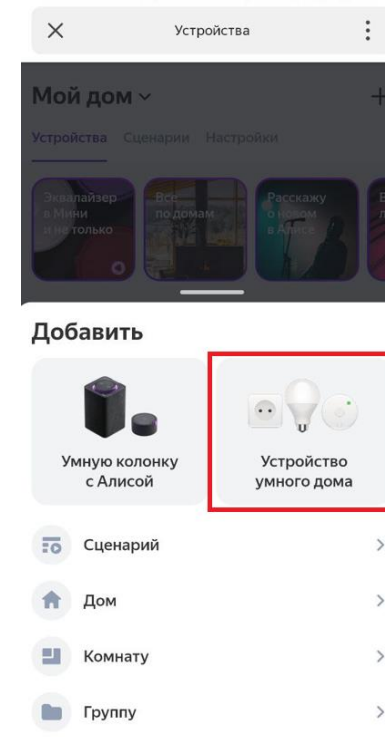 Устройства
Мой дом
Устройства Сценарии Настройки
Эквалайзер
в Мини
и не только
Все
по домам
Расскажу
о новом
в Алисе
Добавить
Умную колонку
с Алисой
Устройство
умного дома
Сценарий
Дом
Комнату
Группу